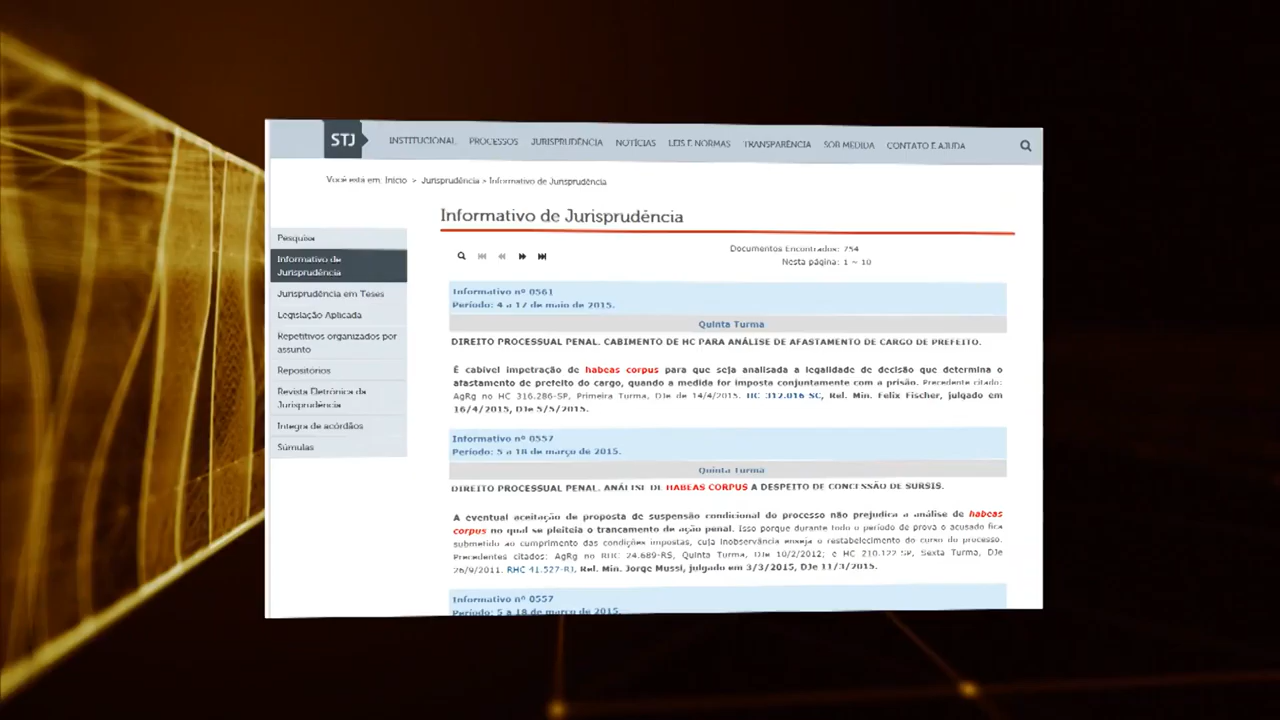 STJ INSTITUCIONAL PROCESSOS JURISPRUDÊNCIA NOTÍCIAS LEIS E NORMAS TRANSPARÊNCIA SOB MEDIDA CONTATO E AJUDA
Você está em: Início > Jurisprudência > Informativo de Jurisprudência
Informativo de Jurisprudência
Pesquisa
Informativo de
Jurisprudência
Jurisprudência em Teses
Legislação Aplicada
Repetitivos organizados por
assunto
Repositórios
Revista Eletrônica da
Jurisprudência
Íntegra de acórdãos
Súmulas
Documentos Encontrados: 754
Nesta página: 1 ~ 10
Informativo nº 0561
Período: 4 a 17 de maio de 2015.
Quinta Turma
DIREITO PROCESSUAL PENAL. CABIMENTO DE HC PARA ANÁLISE DE AFASTAMENTO DE CARGO DE PREFEITO.
É cabível impetração de habeas corpus para que seja analisada a legalidade de decisão que determina o
afastamento de prefeito do cargo, quando a medida for imposta conjuntamente com a prisão. Precedente citado:
AgRg no HC 316.286-SP, Primeira Turma, DJe de 14/4/2015. HC 312.016-SC, Rel. Min. Felix Fischer, julgado em
16/4/2015, DJe 5/5/2015.
Informativo nº 0557
Período: 5 a 18 de março de 2015.
Quinta Turma
DIREITO PROCESSUAL PENAL. ANÁLISE DE HABEAS CORPUS A DESPEITO DE CONCESSÃO DE SURSIS.
A eventual aceitação de proposta de suspensão condicional do processo não prejudica a análise de habeas
corpus no qual se pleiteia o trancamento de ação penal. Isso porque durante todo o período de prova o acusado fica
submetido ao cumprimento das condições impostas, cuja inobservância enseja o restabelecimento do curso do processo.
Precedentes citados: AgRg no RHC 24.689-RS, Quinta Turma, DJe 10/2/2012; e HC 210.122-SP, Sexta Turma, DJe
26/9/2011. RHC 41.527-RJ, Rel. Min. Jorge Mussi, julgado em 3/3/2015, DJe 11/3/2015.
Informativo nº 0557
Período: 5 a 18 de março de 2015.